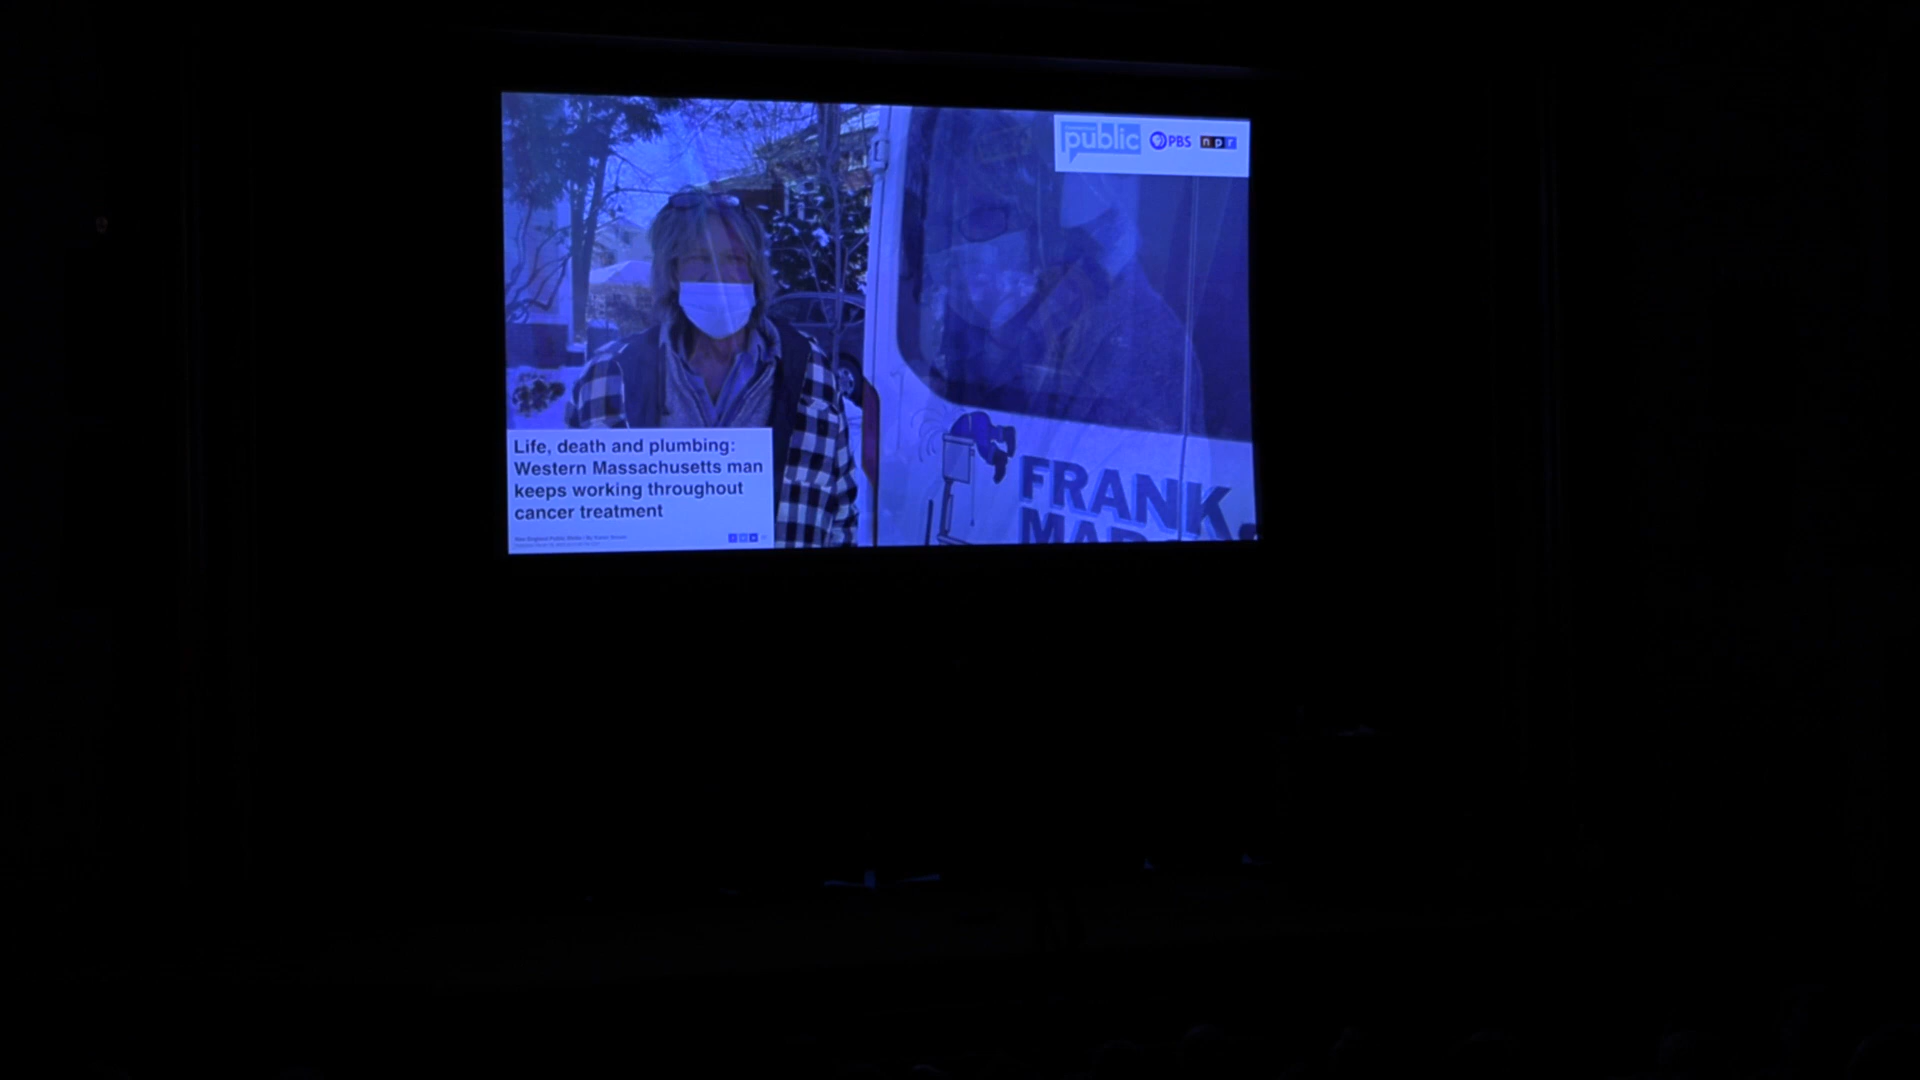 public PBS npr
Life, death and plumbing:
Western Massachusetts man
keeps working throughout
cancer treatment
FRANK